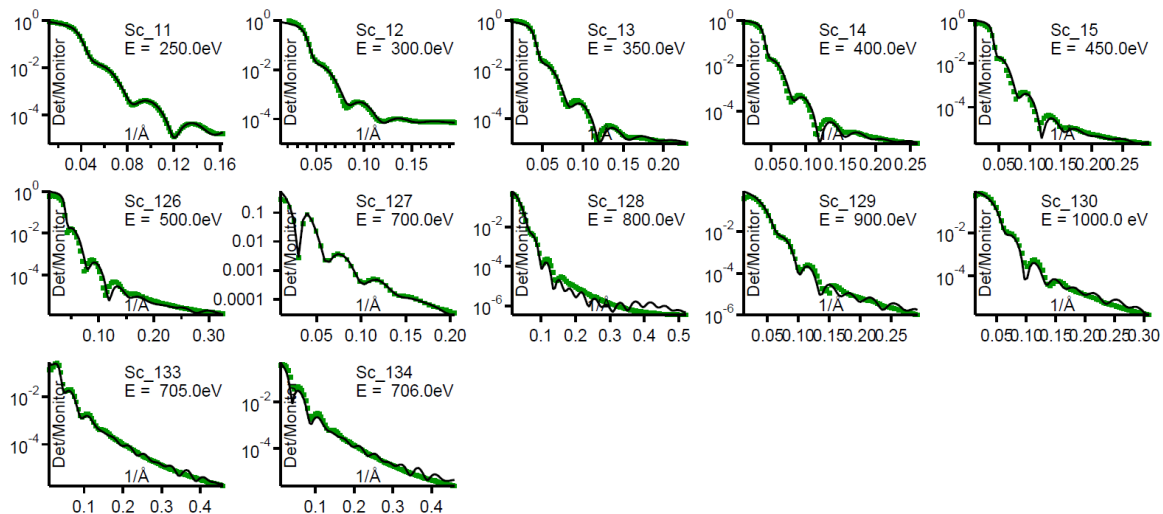 10^0
10^-2
10^-4
Det/Monitor
Sc_11
E = 250.0eV
1/Å
0.04 0.08 0.12 0.16
10^0
10^-2
10^-4
Det/Monitor
Sc_12
E = 300.0eV
1/Å
0.05 0.10 0.15
10^0
10^-2
10^-4
Det/Monitor
Sc_13
E = 350.0eV
1/Å
0.05 0.10 0.15 0.20
10^0
10^-2
10^-4
Det/Monitor
Sc_14
E = 400.0eV
1/Å
0.05 0.10 0.15 0.20 0.25
10^0
10^-2
10^-4
Det/Monitor
Sc_15
E = 450.0eV
1/Å
0.05 0.10 0.15 0.20 0.25
10^0
10^-2
10^-4
Det/Monitor
Sc_126
E = 500.0eV
1/Å
0.10 0.20 0.30
0.1
0.01
0.001
0.0001
Det/Monitor
Sc_127
E = 700.0eV
1/Å
0.05 0.10 0.15 0.20
10^-2
10^-4
10^-6
Det/Monitor
Sc_128
E = 800.0eV
1/Å
0.1 0.2 0.3 0.4 0.5
10^-2
10^-4
10^-6
Det/Monitor
Sc_129
E = 900.0eV
1/Å
0.05 0.10 0.15 0.20 0.25
10^-2
10^-4
Det/Monitor
Sc_130
E = 1000.0 eV
1/Å
0.05 0.10 0.15 0.20 0.25 0.30
10^-2
10^-4
Det/Monitor
Sc_133
E = 705.0eV
1/Å
0.1 0.2 0.3 0.4
10^-2
10^-4
Det/Monitor
Sc_134
E = 706.0eV
1/Å
0.1 0.2 0.3 0.4